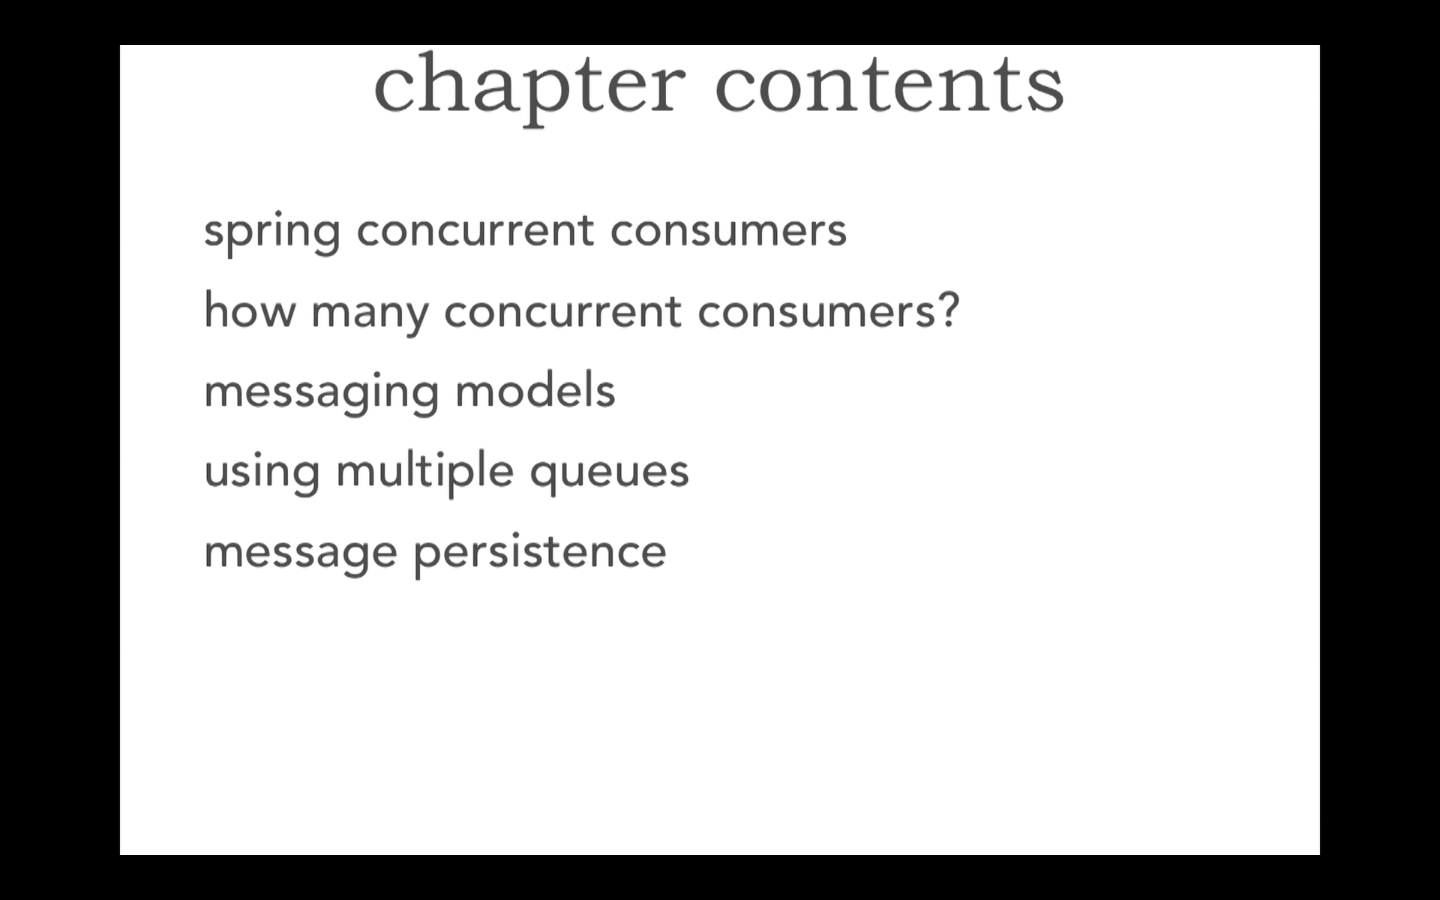 chapter contents
spring concurrent consumers
how many concurrent consumers?
messaging models
using multiple queues
message persistence